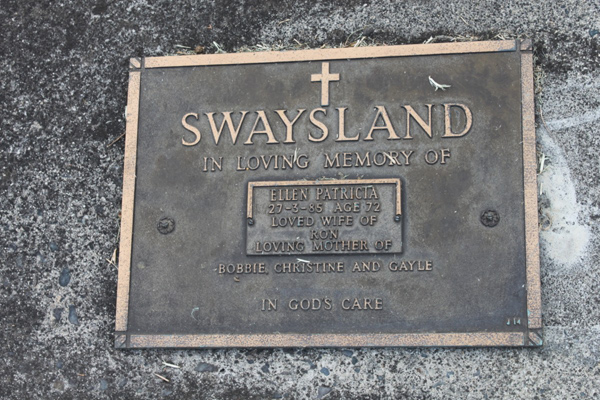 SWAYSLAND
IN LOVING MEMORY OF
ELLEN PATRICIA
27-3-85 AGE 72
LOVED WIFE OF
RON
LOVING MOTHER OF
BOBBIE CHRISTINE AND GAYLE
IN GOD'S CARE